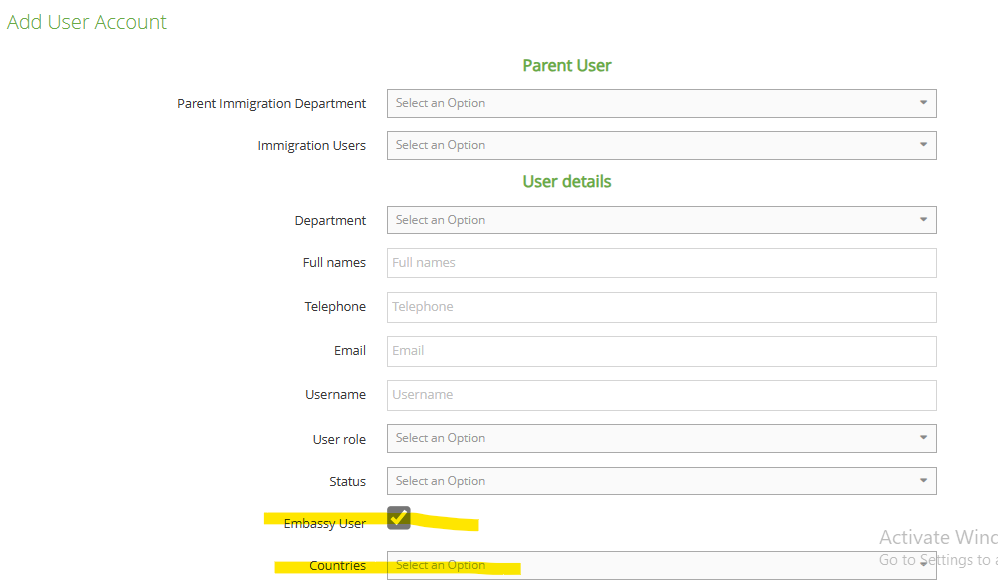 Add User Account
Parent User
Parent Immigration Department Select an Option
Immigration Users Select an Option
User details
Department Select an Option
Full names Full names
Telephone Telephone
Email Email
Username Username
User role Select an Option
Status Select an Option
Embassy User
Activate Winc
Countries Select an Option
Go to Settings to a